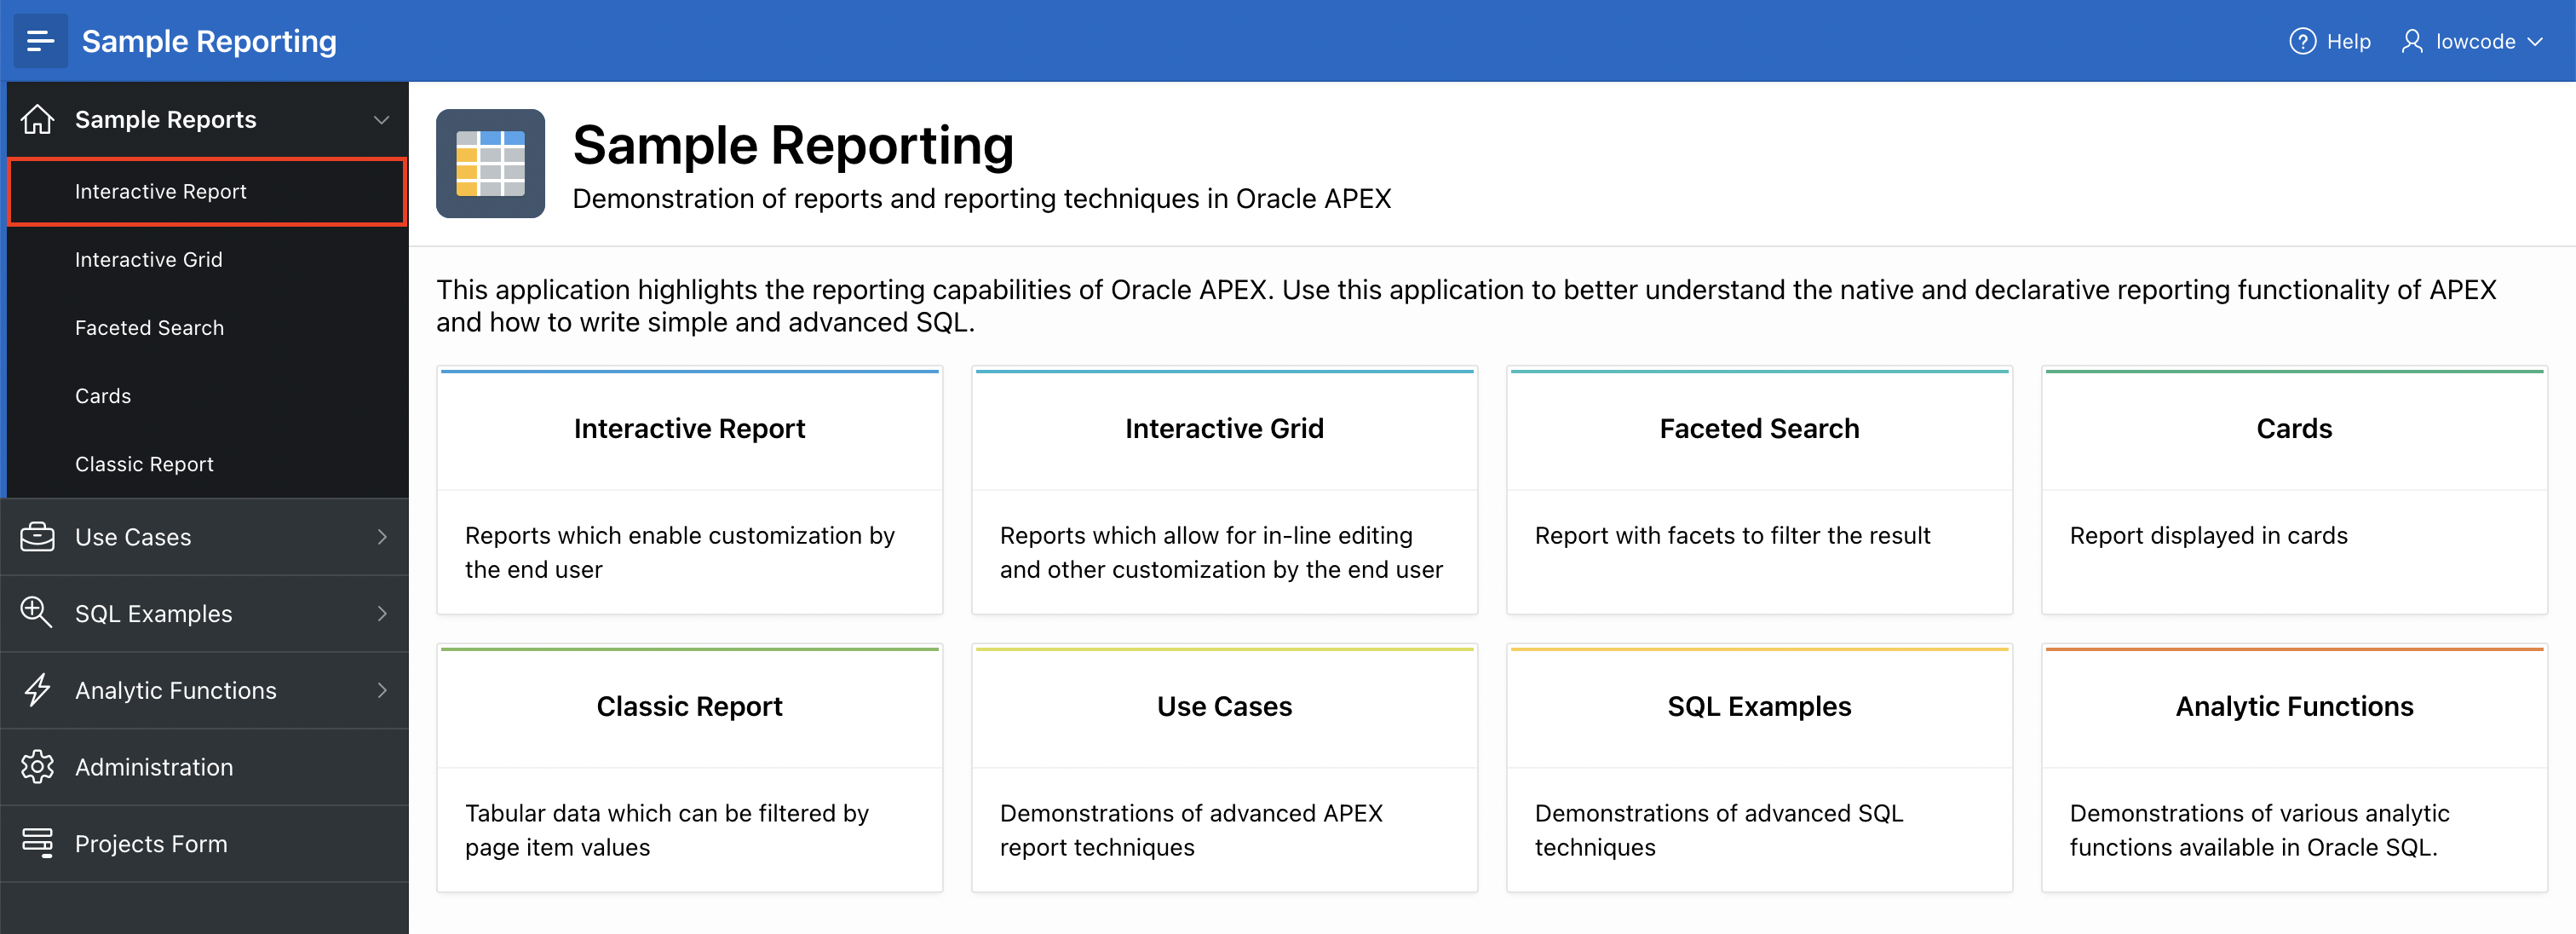 Sample Reporting
Help
lowcode
Sample Reports
Interactive Report
Interactive Grid
Faceted Search
Cards
Classic Report
Use Cases
SQL Examples
Analytic Functions
Administration
Projects Form
Sample Reporting
Demonstration of reports and reporting techniques in Oracle APEX
This application highlights the reporting capabilities of Oracle APEX. Use this application to better understand the native and declarative reporting functionality of APEX
and how to write simple and advanced SQL.
Interactive Report
Reports which enable customization by
the end user
Interactive Grid
Reports which allow for in-line editing
and other customization by the end user
Faceted Search
Report with facets to filter the result
Cards
Report displayed in cards
Classic Report
Tabular data which can be filtered by
page item values
Use Cases
Demonstrations of advanced APEX
report techniques
SQL Examples
Demonstrations of advanced SQL
techniques
Analytic Functions
Demonstrations of various analytic
functions available in Oracle SQL.